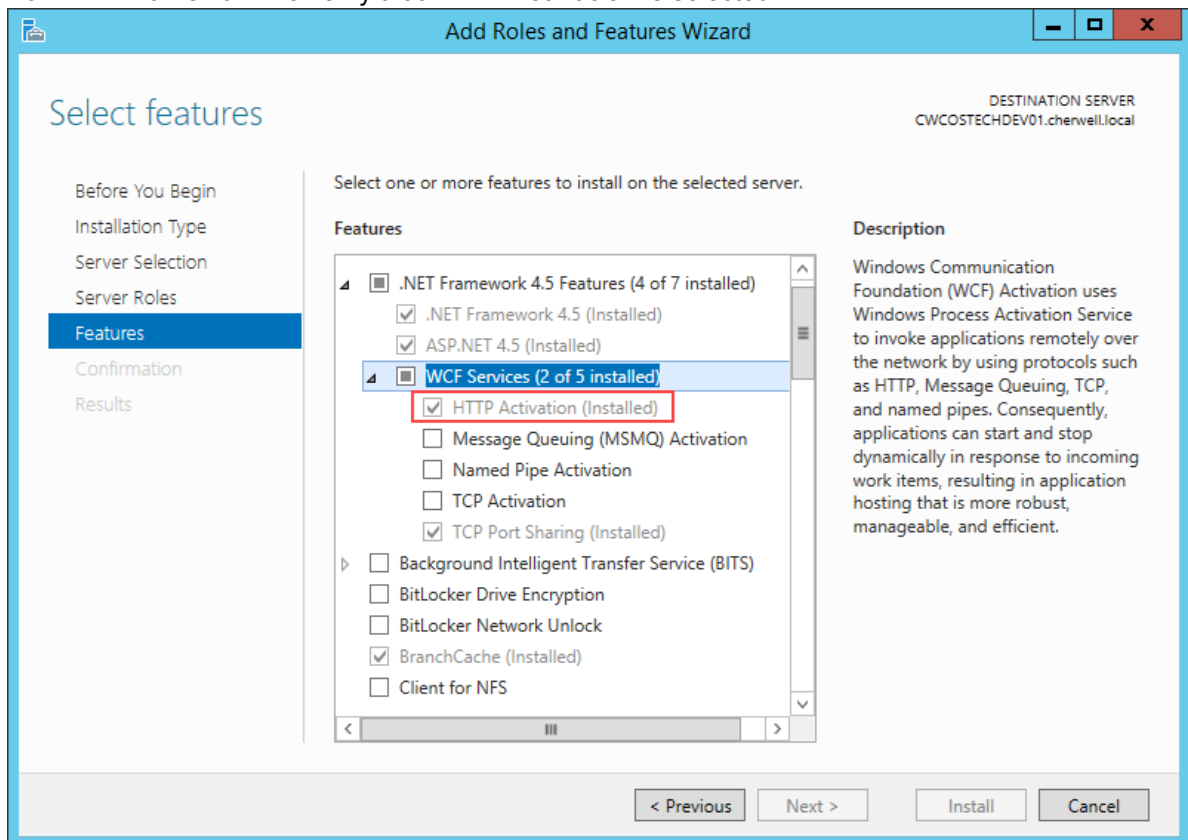 Add Roles and Features Wizard
X
Select features
DESTINATION SERVER
CWCOSTECHDEV01.cherwell.local
Before You Begin
Installation Type
Server Selection
Server Roles
Features
Confirmation
Results
Select one or more features to install on the selected server.
Features
.NET Framework 4.5 Features (4 of 7 installed)
.NET Framework 4.5 (Installed)
ASP.NET 4.5 (Installed)
WCF Services (2 of 5 installed)
HTTP Activation (Installed)
Message Queuing (MSMQ) Activation
Named Pipe Activation
TCP Activation
TCP Port Sharing (Installed)
Background Intelligent Transfer Service (BITS)
BitLocker Drive Encryption
BitLocker Network Unlock
BranchCache (Installed)
Client for NFS
Description
Windows Communication
Foundation (WCF) Activation uses
Windows Process Activation Service
to invoke applications remotely over
the network by using protocols such
as HTTP, Message Queuing, TCP,
and named pipes. Consequently,
applications can start and stop
dynamically in response to incoming
work items, resulting in application
hosting that is more robust,
manageable, and efficient.
< Previous
Next >
Install
Cancel